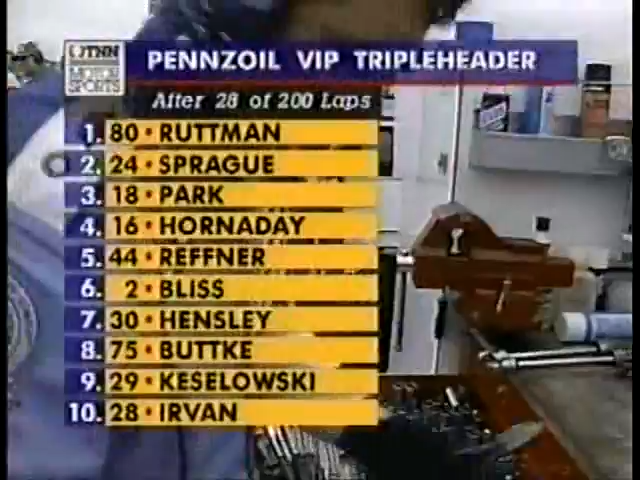 TNN
MOTOR
SPORTS
PENNZOIL VIP TRIPLEHEADER
After 28 of 200 Laps
1. 80 • RUTTMAN
2. 24 • SPRAGUE
3. 18 • PARK
4. 16 • HORNADAY
5. 44 • REFFNER
6. 2 • BLISS
7. 30 • HENSLEY
8. 75 • BUTTKE
9. 29 • KESELOWSKI
10. 28 • IRVAN